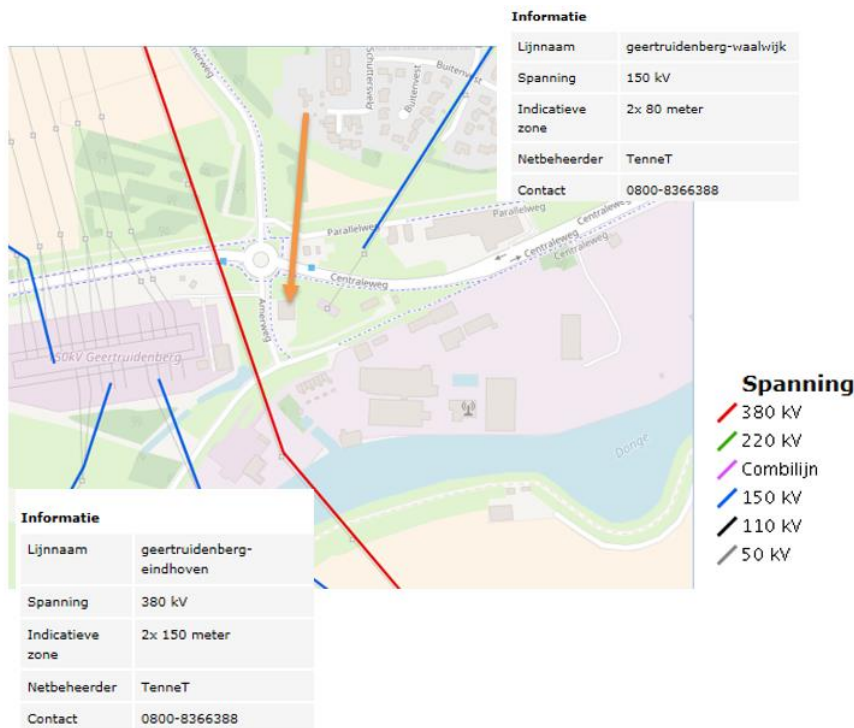 Informatie
Lijnnaam geertruidenberg-waalwijk
Spanning 150 kV
Indicatieve zone 2x 80 meter
Netbeheerder TenneT
Contact 0800-8366388
Amerweg
Schuttersveld
Buitenvest
Buitenvest
Parallelweg
Parallelweg
Centraleweg
Centraleweg
Centraleweg
Centraleweg
Amerweg
50kV Geertruidenberg
Donge
Spanning
380 kV
220 kV
Combilijn
150 kV
110 kV
50 kV
Informatie
Lijnnaam geertruidenberg-
eindhoven
Spanning 380 kV
Indicatieve zone 2x 150 meter
Netbeheerder TenneT
Contact 0800-8366388